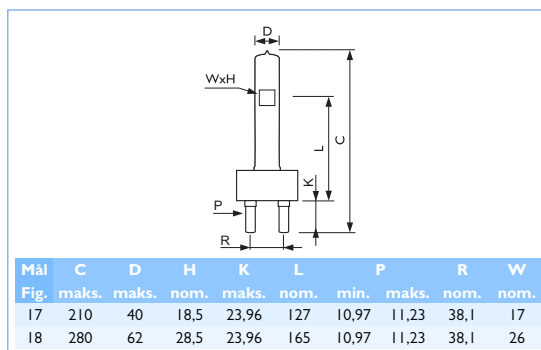 D
WxH
L
C
K
P
R
Mål C D H K L P R W
Fig. maks. maks. nom. maks. nom. min. maks. nom. nom.
17 210 40 18,5 23,96 127 10,97 11,23 38,1 17
18 280 62 28,5 23,96 165 10,97 11,23 38,1 26